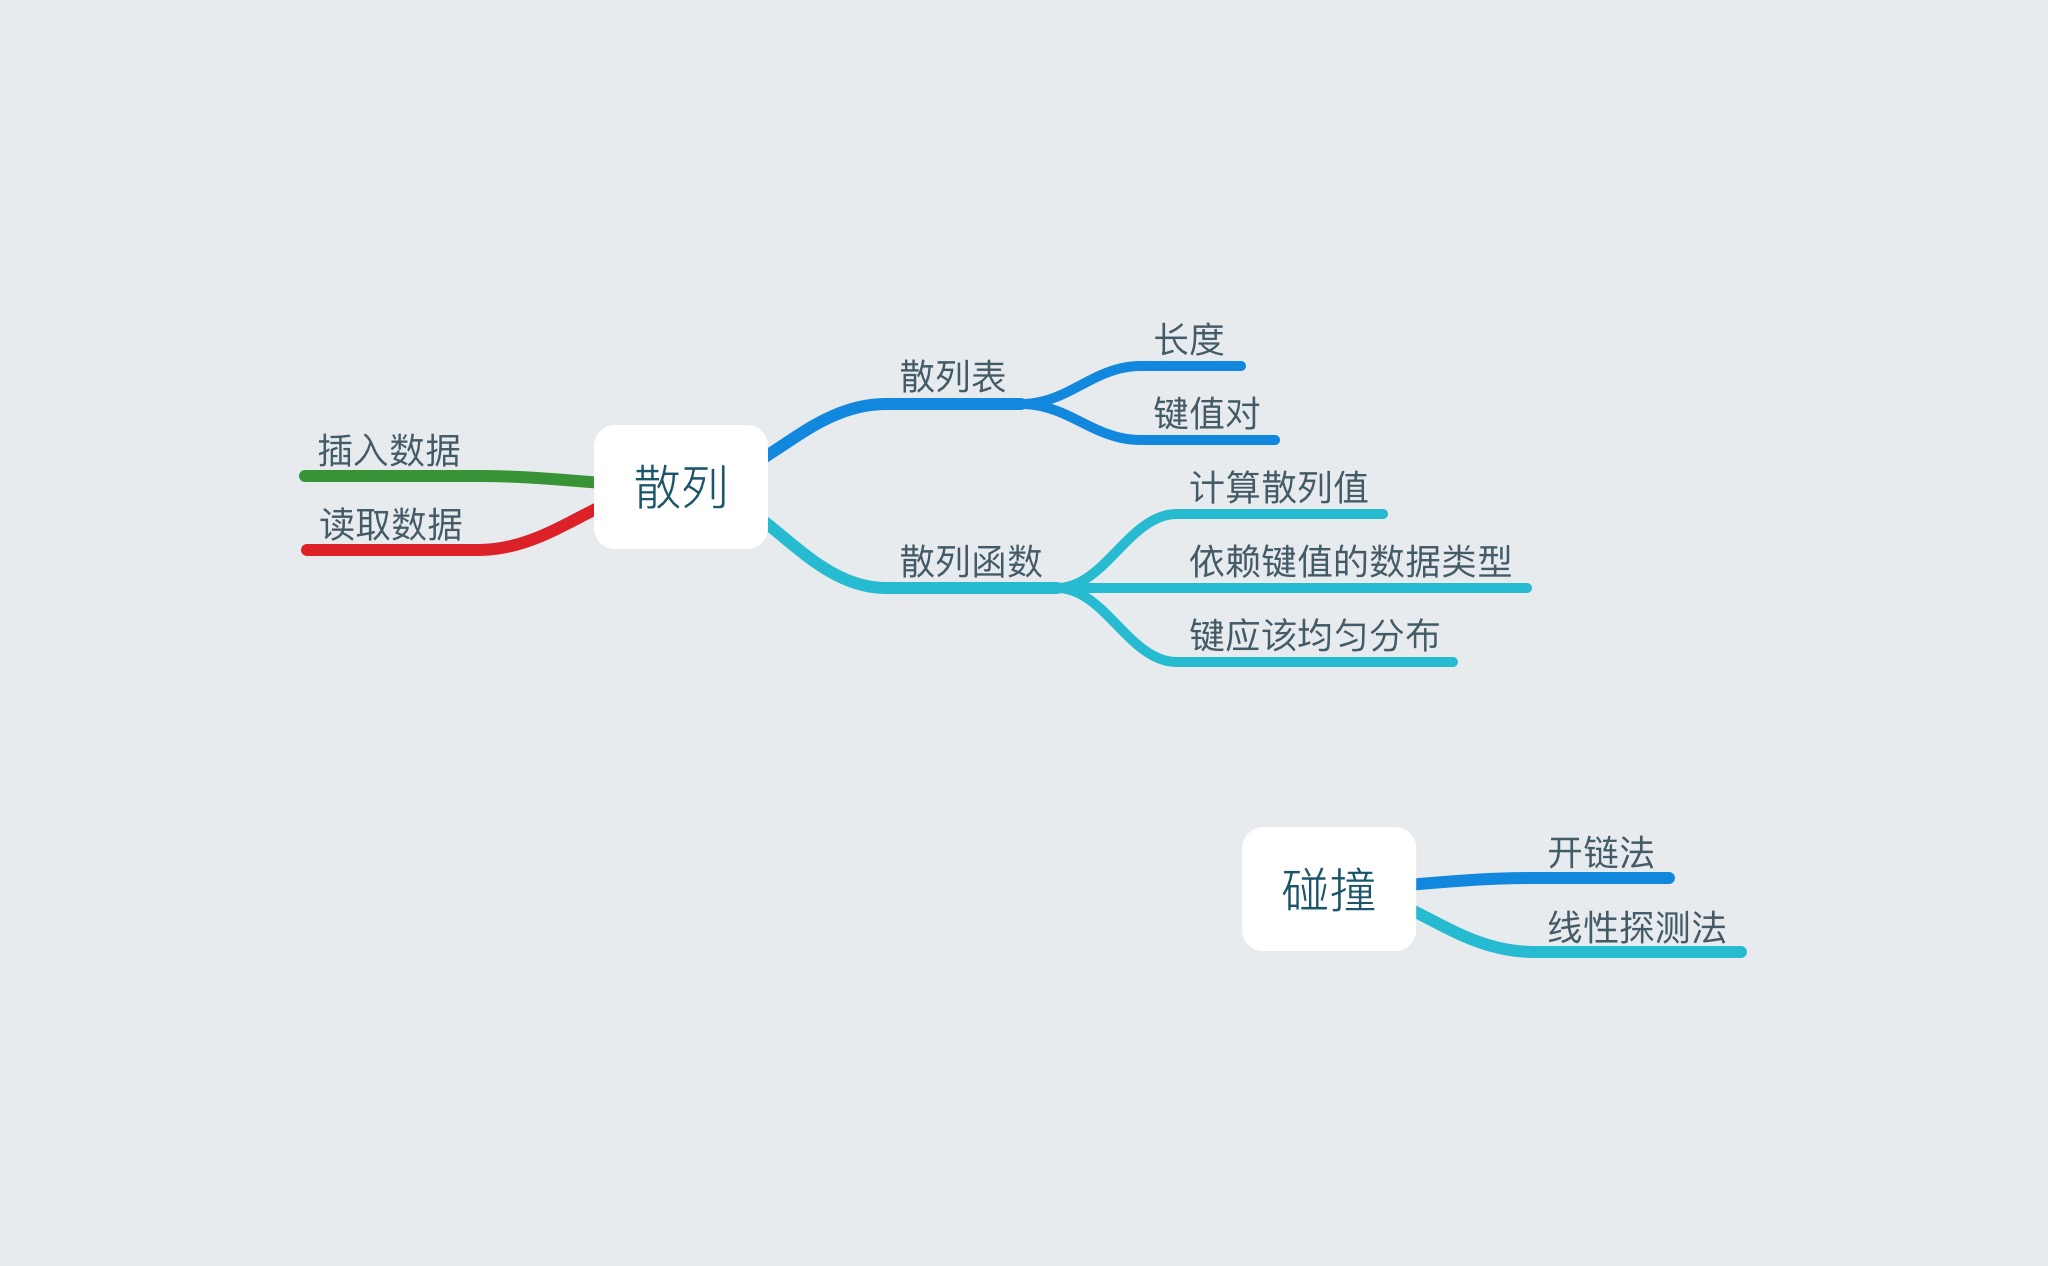 长度
散列表
键值对
插入数据
散列
计算散列值
读取数据
散列函数
依赖键值的数据类型
键应该均匀分布
开链法
碰撞
线性探测法